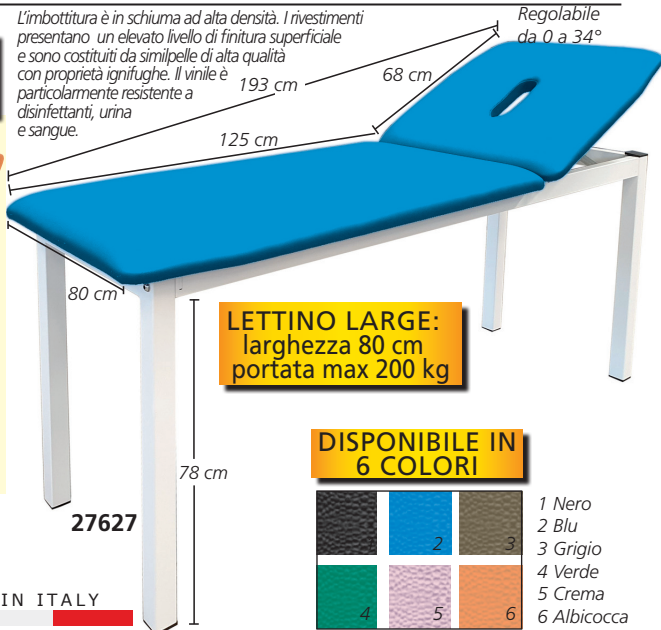 L'imbottitura è in schiuma ad alta densità. I rivestimenti
presentano un elevato livello di finitura superficiale
e sono costituiti da similpelle di alta qualità
con proprietà ignifughe. Il vinile è
particolarmente resistente a
disinfettanti, urina
e sangue.
Regolabile
da 0 a 34°
193 cm
68 cm
125 cm
80 cm
LETTINO LARGE:
larghezza 80 cm
portata max 200 kg
78 cm
27627
DISPONIBILE IN
6 COLORI
2
3
4
5
6
1 Nero
2 Blu
3 Grigio
4 Verde
5 Crema
6 Albicocca
IN ITALY